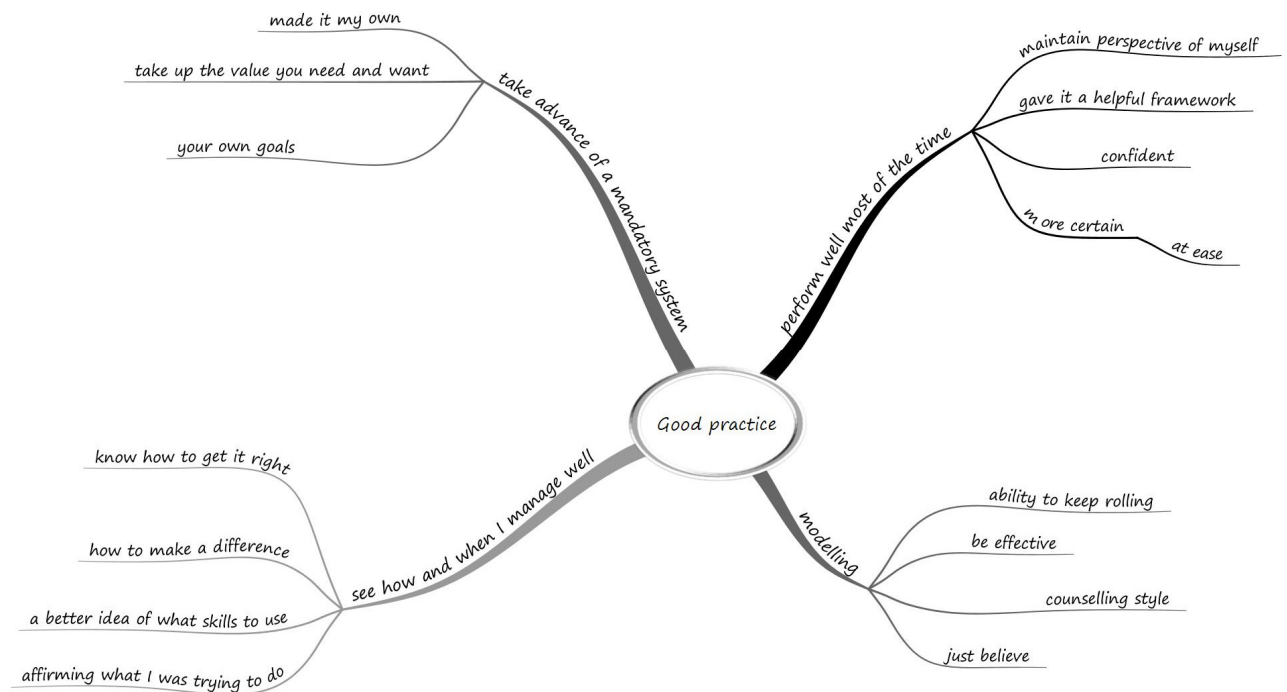 Good practice
take advance of a mandatory system
made it my own
take up the value you need and want
your own goals
perform well most of the time
maintain perspective of myself
gave it a helpful framework
confident
more certain
at ease
see how and when I manage well
know how to get it right
how to make a difference
a better idea of what skills to use
affirming what I was trying to do
modelling
ability to keep rolling
be effective
counselling style
just believe